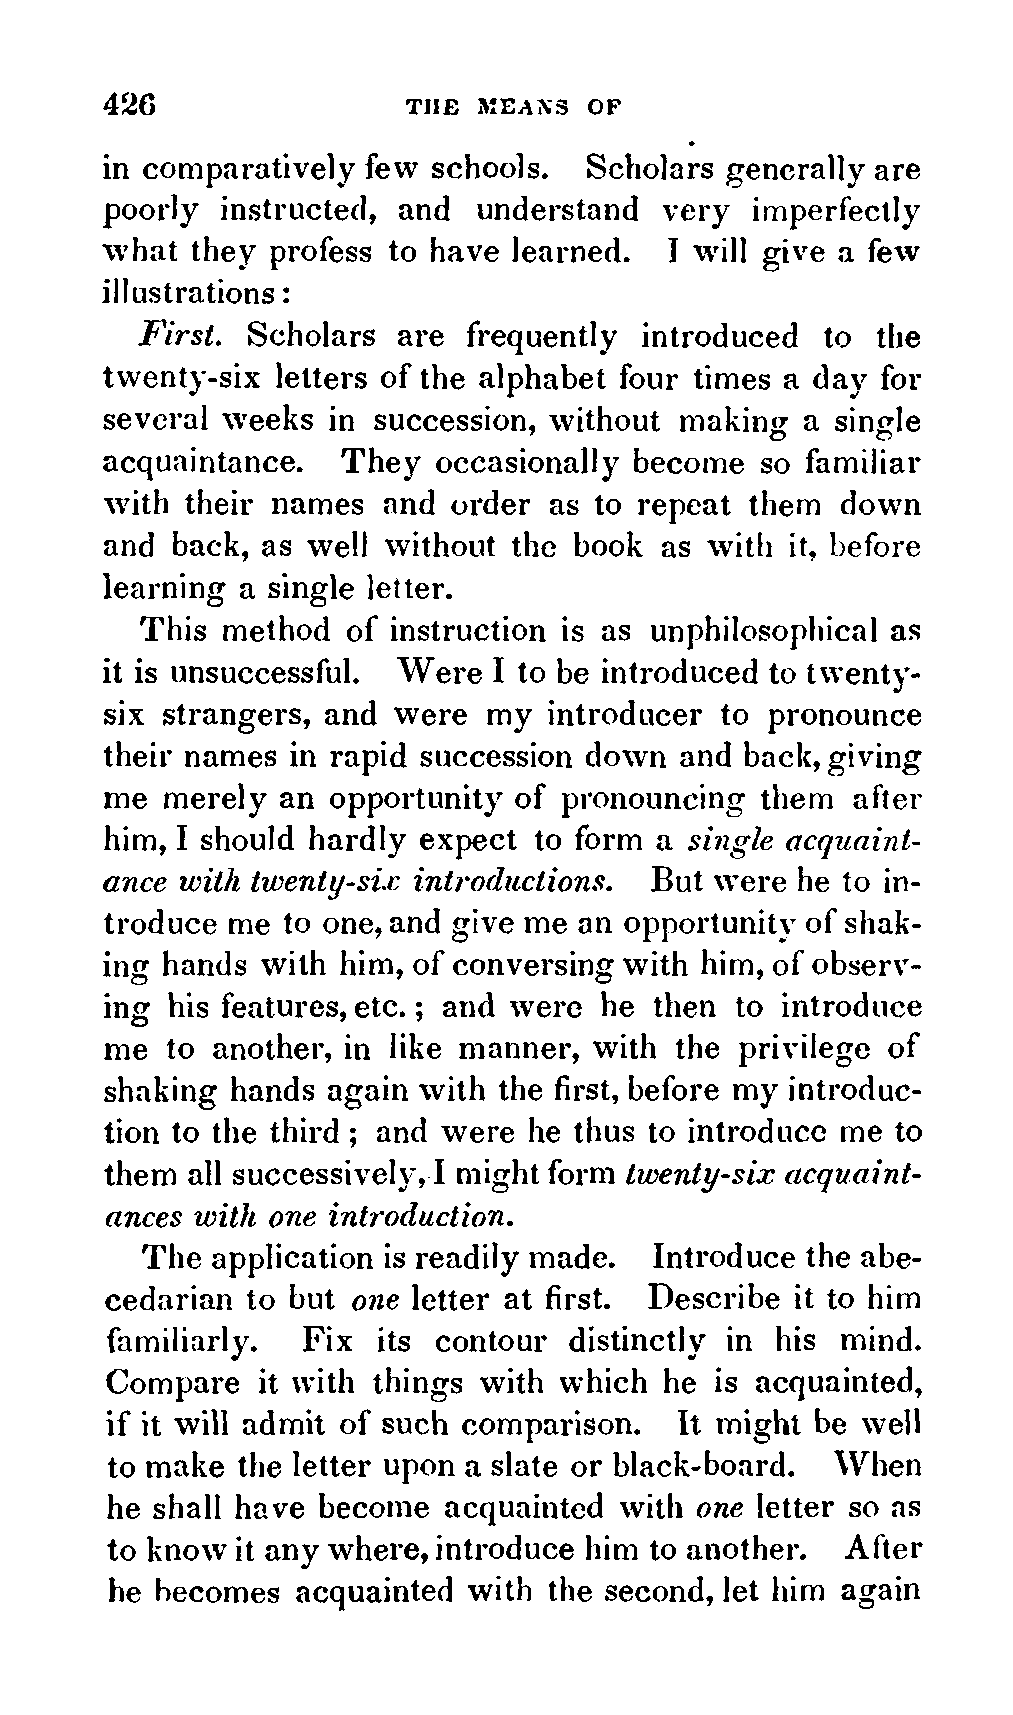 426 THE MEANS OF
in comparatively few schools. Scholars generally are
poorly instructed, and understand very imperfectly
what they profess to have learned. I will give a few
illustrations:
First. Scholars are frequently introduced to the
twenty-six letters of the alphabet four times a day for
several weeks in succession, without making a single
acquaintance. They occasionally become so familiar
with their names and order as to repeat them down
and back, as well without the book as with it, before
learning a single letter.
This method of instruction is as unphilosophical as
it is unsuccessful. Were I to be introduced to twenty-
six strangers, and were my introducer to pronounce
their names in rapid succession down and back, giving
me merely an opportunity of pronouncing them after
him, I should hardly expect to form a single acquaint-
ance with twenty-six introductions. But were he to in-
troduce me to one, and give me an opportunity of shak-
ing hands with him, of conversing with him, of observ-
ing his features, etc.; and were he then to introduce
me to another, in like manner, with the privilege of
shaking hands again with the first, before my introduc-
tion to the third; and were he thus to introduce me to
them all successively, I might form twenty-six acquaint-
ances with one introduction.
The application is readily made. Introduce the abe-
cedarian to but one letter at first. Describe it to him
familiarly. Fix its contour distinctly in his mind.
Compare it with things with which he is acquainted,
if it will admit of such comparison. It might be well
to make the letter upon a slate or black-board. When
he shall have become acquainted with one letter so as
to know it any where, introduce him to another. After
he becomes acquainted with the second, let him again